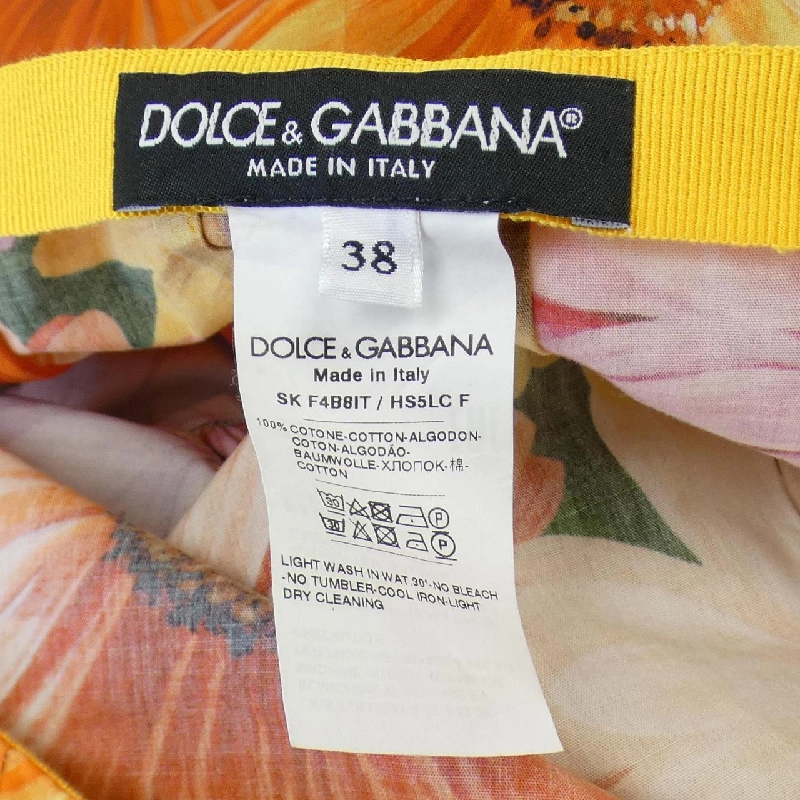 DOLCE & GABBANA®
MADE IN ITALY
38
DOLCE & GABBANA
Made in Italy
SK F4B8IT / HS5LC F
100% COTONE-COTTON-ALGODON-
COTON-ALGODÃO-
BAUMWOLLE-ХЛОПОК-棉-
COTTON
30 P
30 P
LIGHT WASH IN WAT 30°-NO BLEACH
-NO TUMBLER-COOL IRON-LIGHT
DRY CLEANING